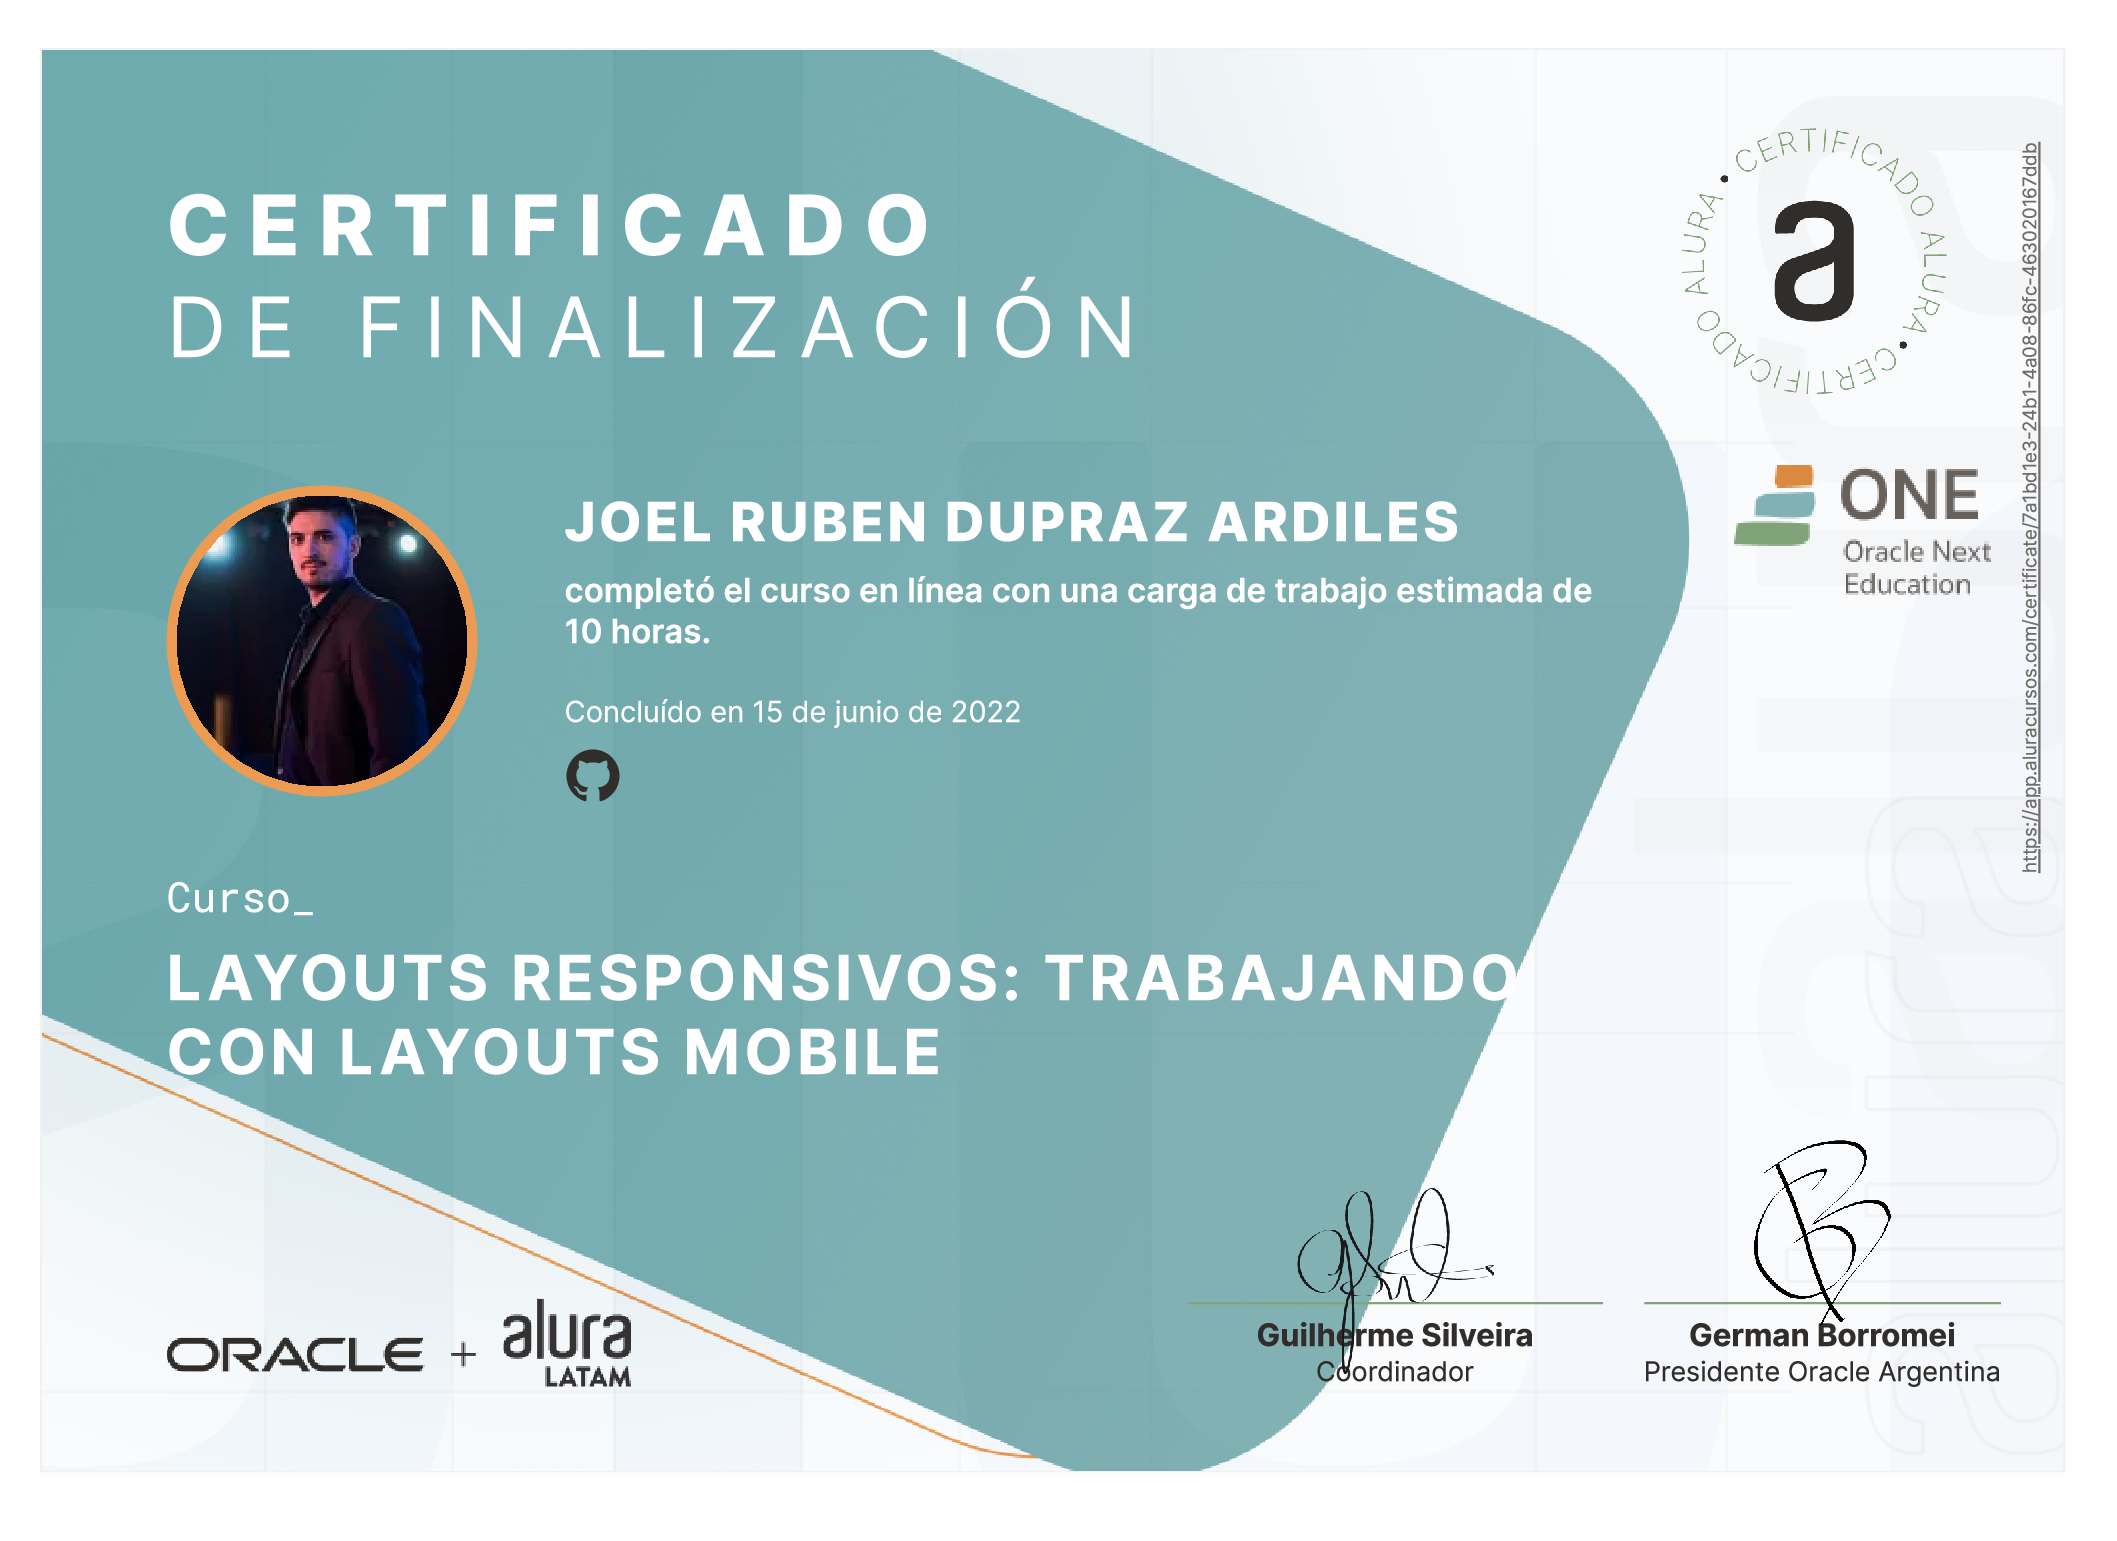 CERTIFICADO
DE FINALIZACIÓN
CERTIFICADO ALURA • CERTIFICADO ALURA •
a
ONE
Oracle Next
Education
https://app.aluracursos.com/certificate/7a1bd1e3-24b1-4a08-86fc-463020167ddb
JOEL RUBEN DUPRAZ ARDILES
completó el curso en línea con una carga de trabajo estimada de
10 horas.
Concluído en 15 de junio de 2022
Curso_
LAYOUTS RESPONSIVOS: TRABAJANDO
CON LAYOUTS MOBILE
ORACLE + alura
LATAM
Guilherme Silveira
Coordinador
German Borromei
Presidente Oracle Argentina
alura